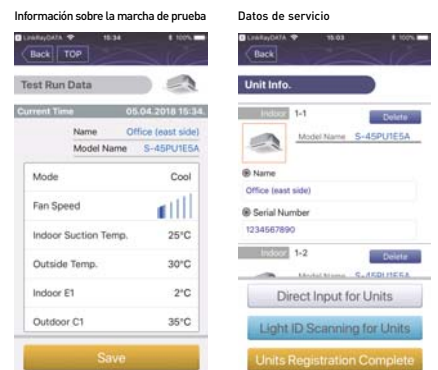 Información sobre la marcha de prueba
LinkRayDATA 15:34 100%
Back TOP
Test Run Data
Current Time 05.04.2018 15:34.
Name Office (east side)
Model Name S-45PU1E5A
Mode Cool
Fan Speed
Indoor Suction Temp. 25°C
Outside Temp. 30°C
Indoor E1 2°C
Outdoor C1 35°C
Save
Datos de servicio
LinkRayDATA 15:03 100%
Back
Unit Info.
Indoor 1-1 Delete
Model Name S-45PU1E5A
Name
Office (east side)
Serial Number
1234567890
Indoor 1-2 Delete
Model Name S-45PU1E5A
Direct Input for Units
Light ID Scanning for Units
Units Registration Complete